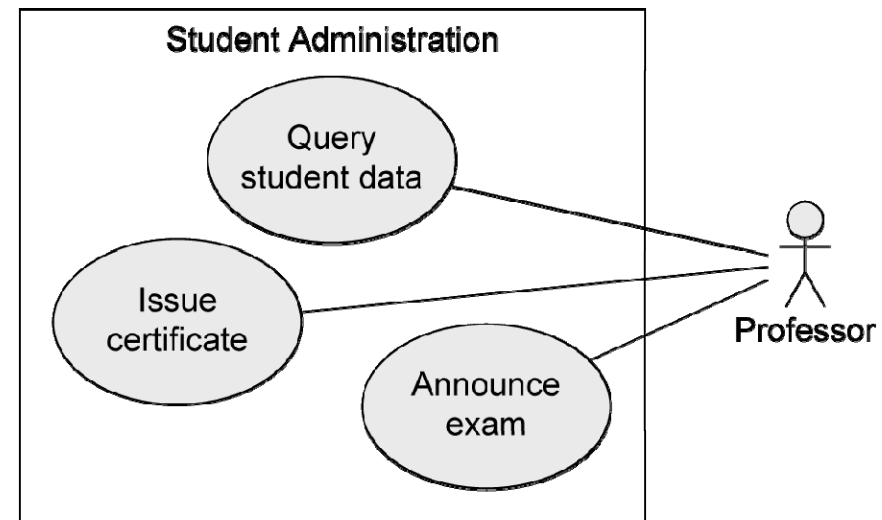 Student Administration
Query
student data
Issue
certificate
Announce
exam
Professor